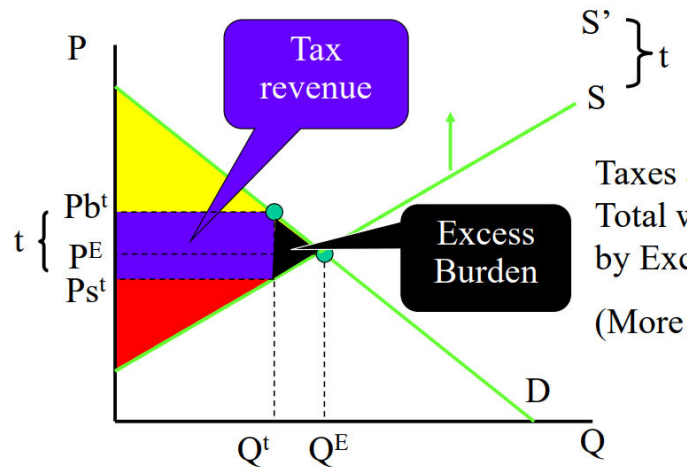 P
Tax
revenue
S’
t
S
Pbᵗ
t
Pᴱ
Psᵗ
Excess
Burden
Taxes
Total
by Exc
(More
D
Qᵗ
Qᴱ
Q